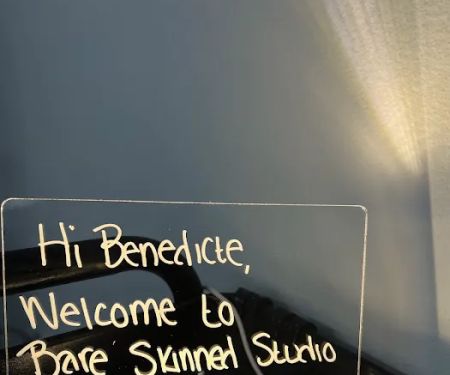 Hi Benedicte,
Welcome to
Bare Skinned Studio